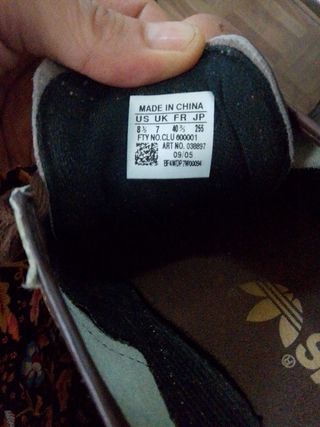 MADE IN CHINA
US UK FR JP
8½ 7 40⅔ 255
FTY NO.CLU 600001
ART NO. 038897
09/05